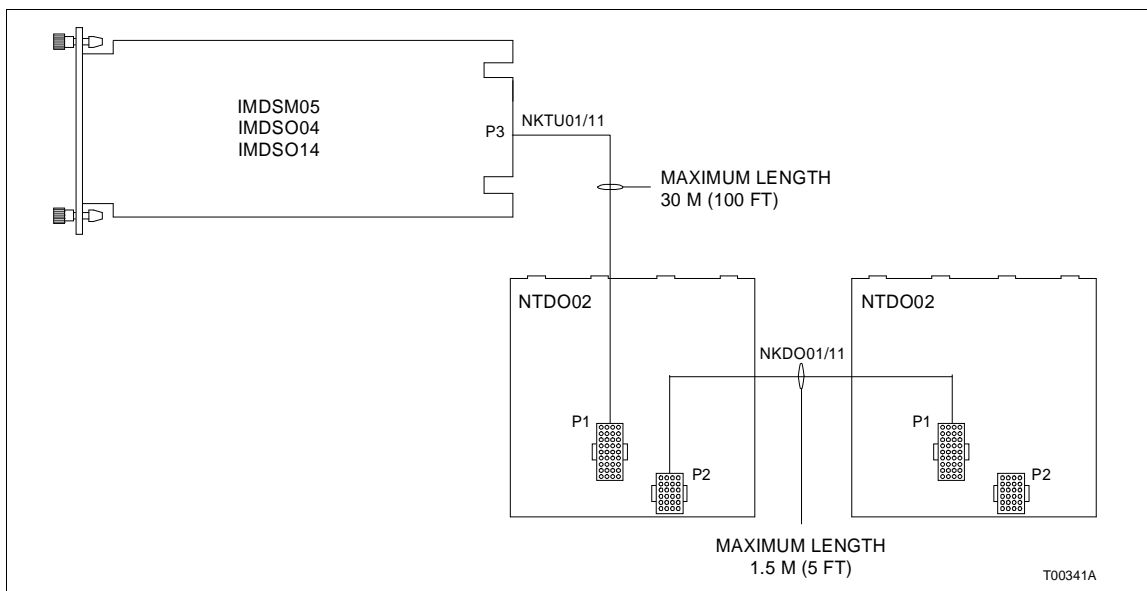 IMDSM05
IMDSO04
IMDSO14
P3
NKTU01/11
MAXIMUM LENGTH
30 M (100 FT)
NTDO02
NTDO02
NKDO01/11
P1
P2
P1
P2
MAXIMUM LENGTH
1.5 M (5 FT)
T00341A